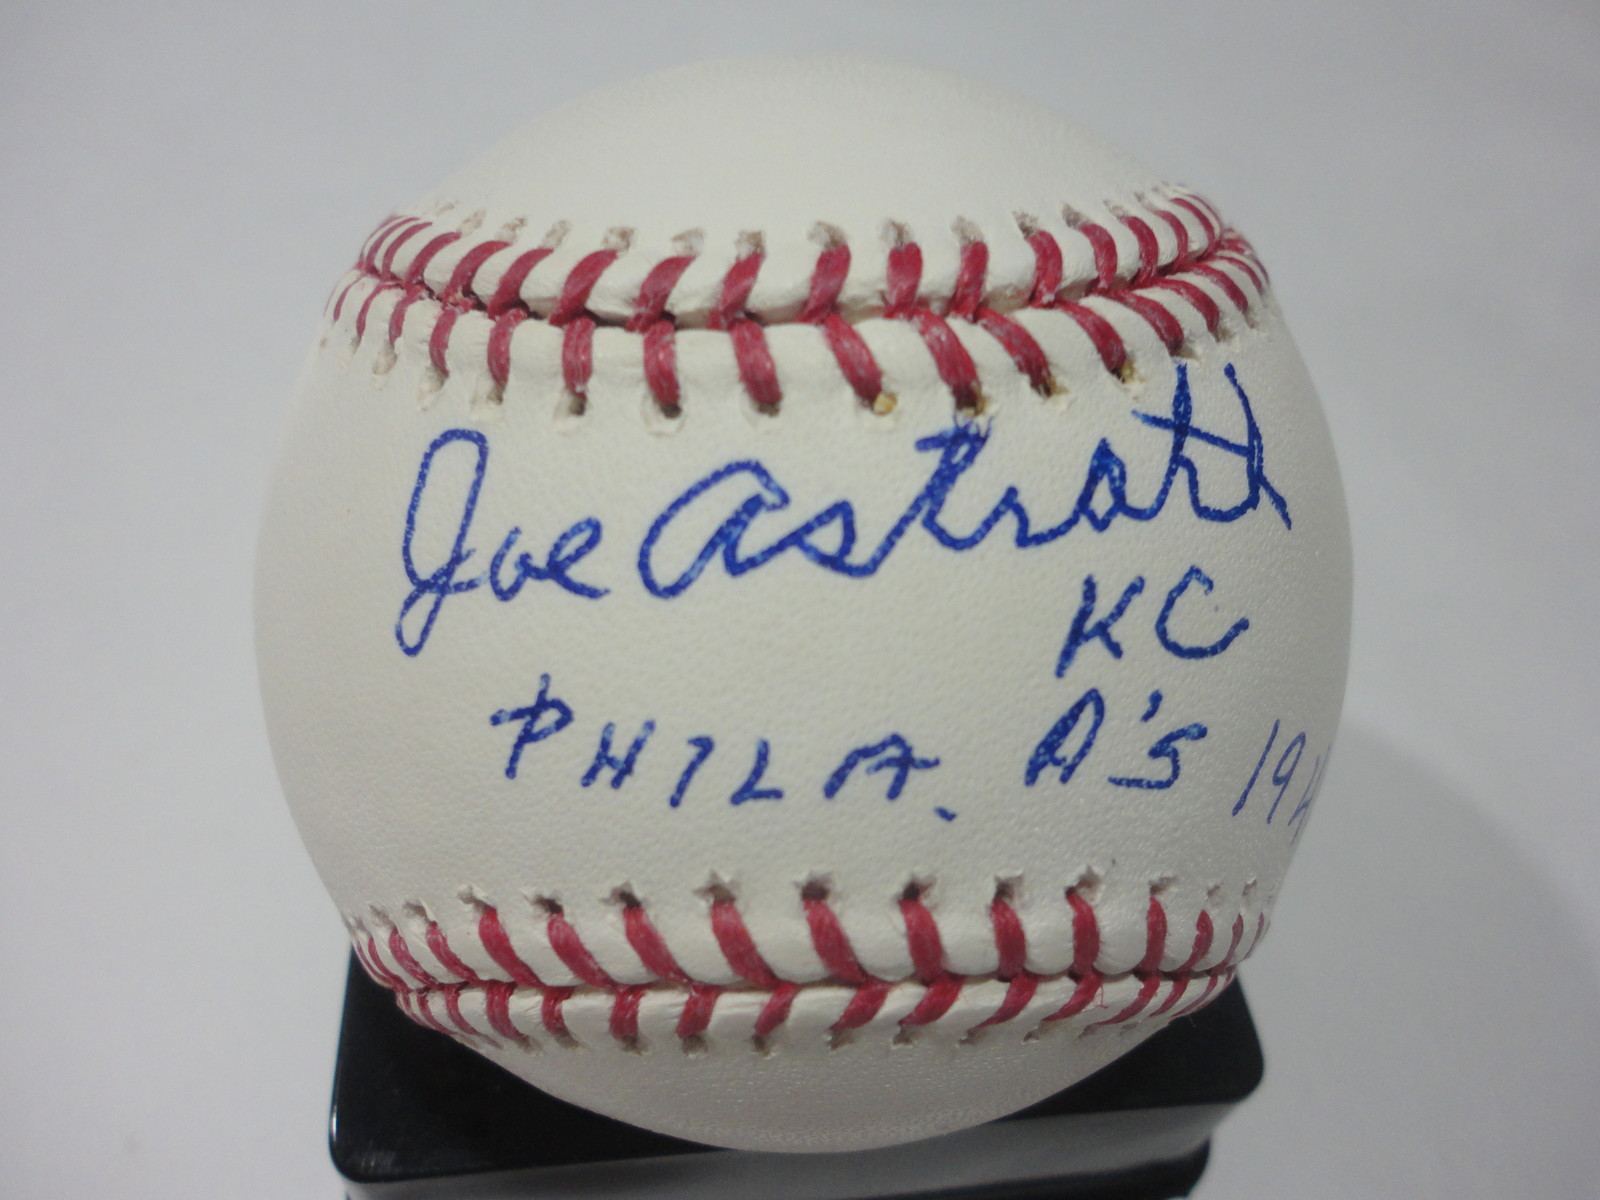 Joe Astroth
KC
PHILA. A'S 19